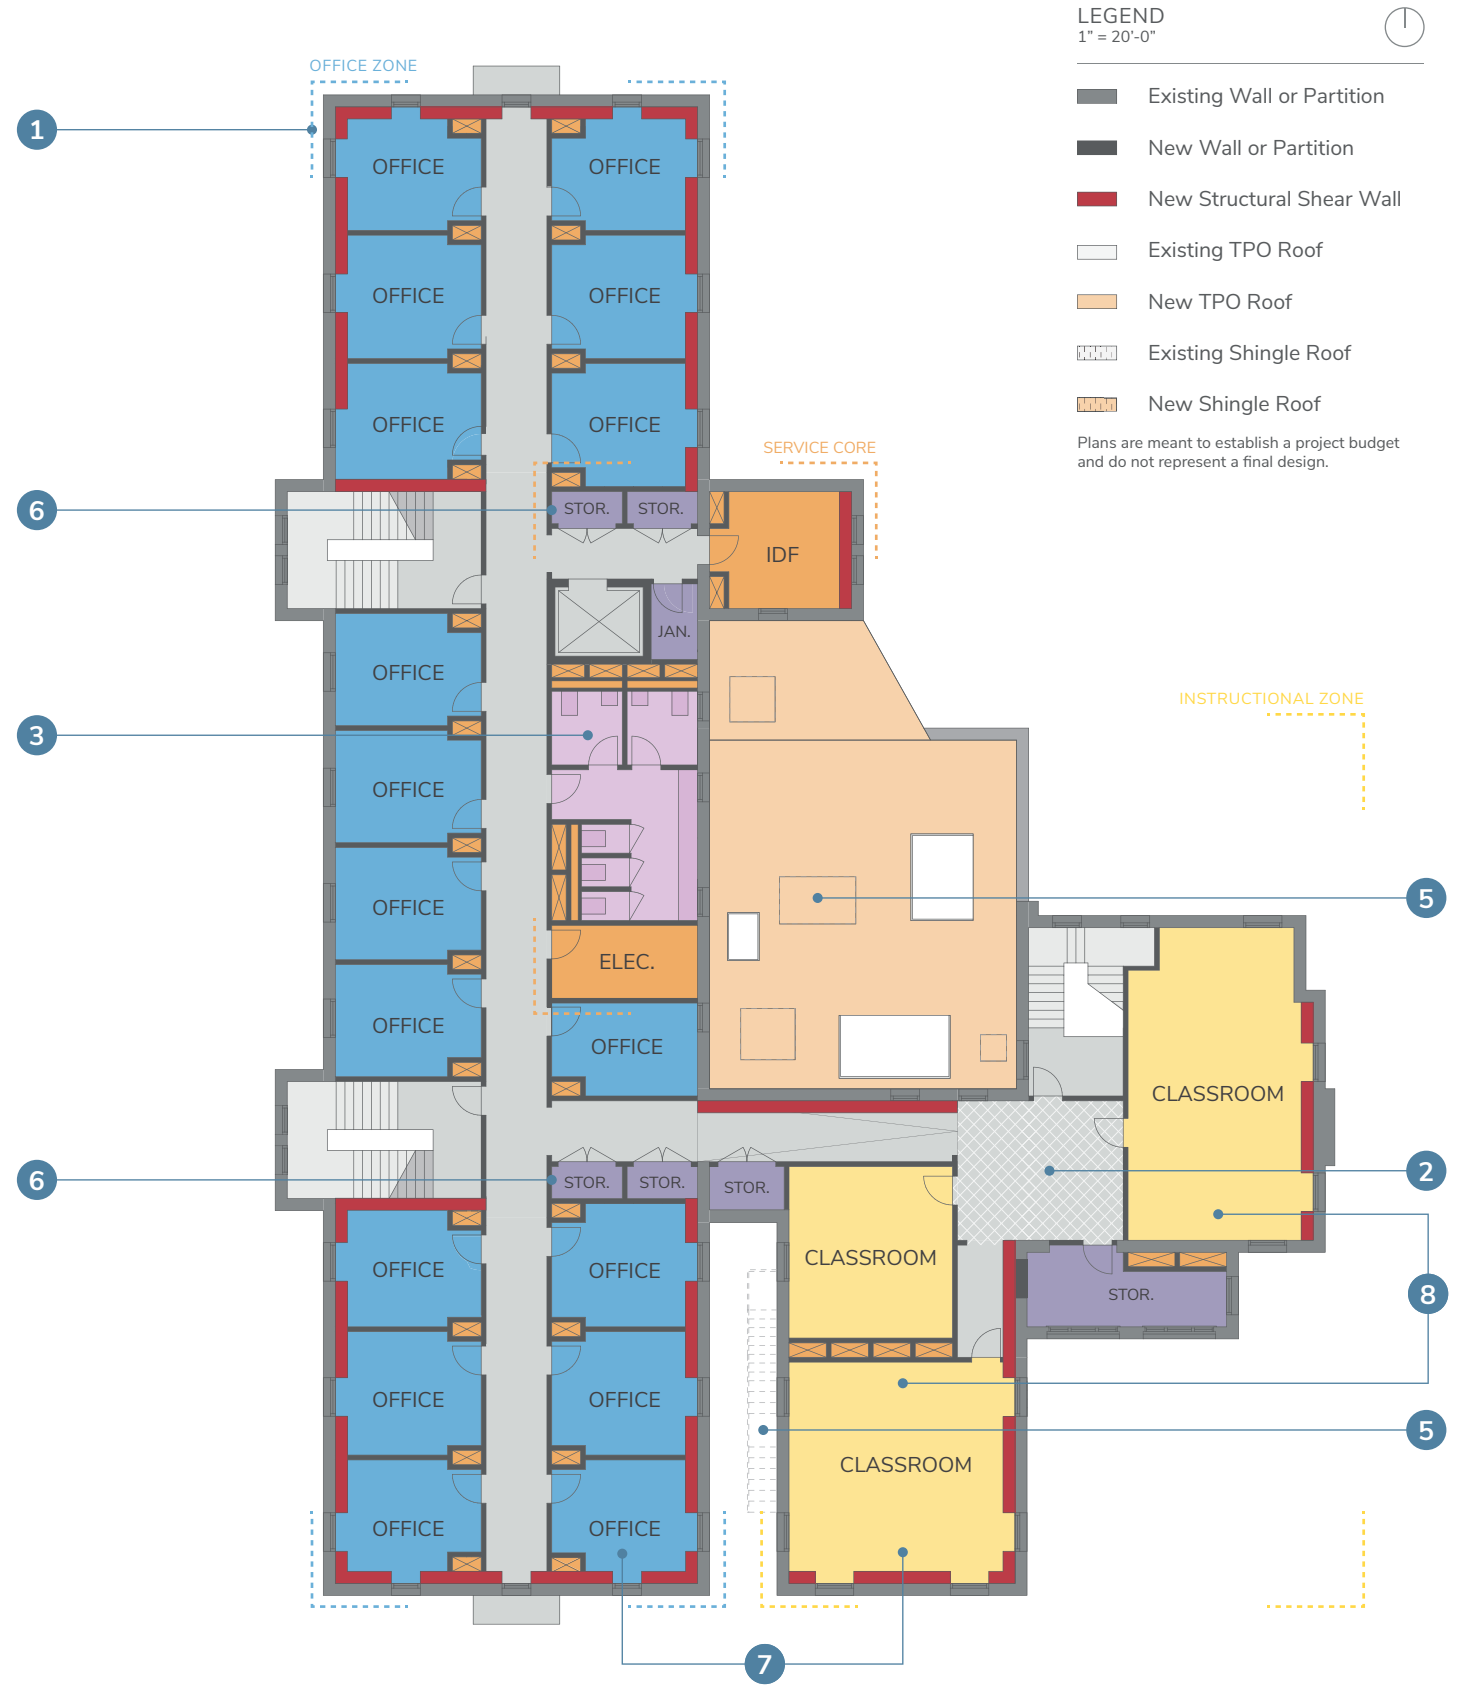 LEGEND
1” = 20’-0”
Existing Wall or Partition
New Wall or Partition
New Structural Shear Wall
Existing TPO Roof
New TPO Roof
Existing Shingle Roof
New Shingle Roof
Plans are meant to establish a project budget
and do not represent a final design.
OFFICE ZONE
1
OFFICE
OFFICE
OFFICE
OFFICE
OFFICE
OFFICE
SERVICE CORE
6
STOR.
STOR.
IDF
JAN.
OFFICE
INSTRUCTIONAL ZONE
3
OFFICE
5
OFFICE
ELEC.
OFFICE
OFFICE
CLASSROOM
2
6
STOR.
STOR.
STOR.
CLASSROOM
OFFICE
OFFICE
STOR.
8
OFFICE
OFFICE
5
CLASSROOM
OFFICE
OFFICE
7